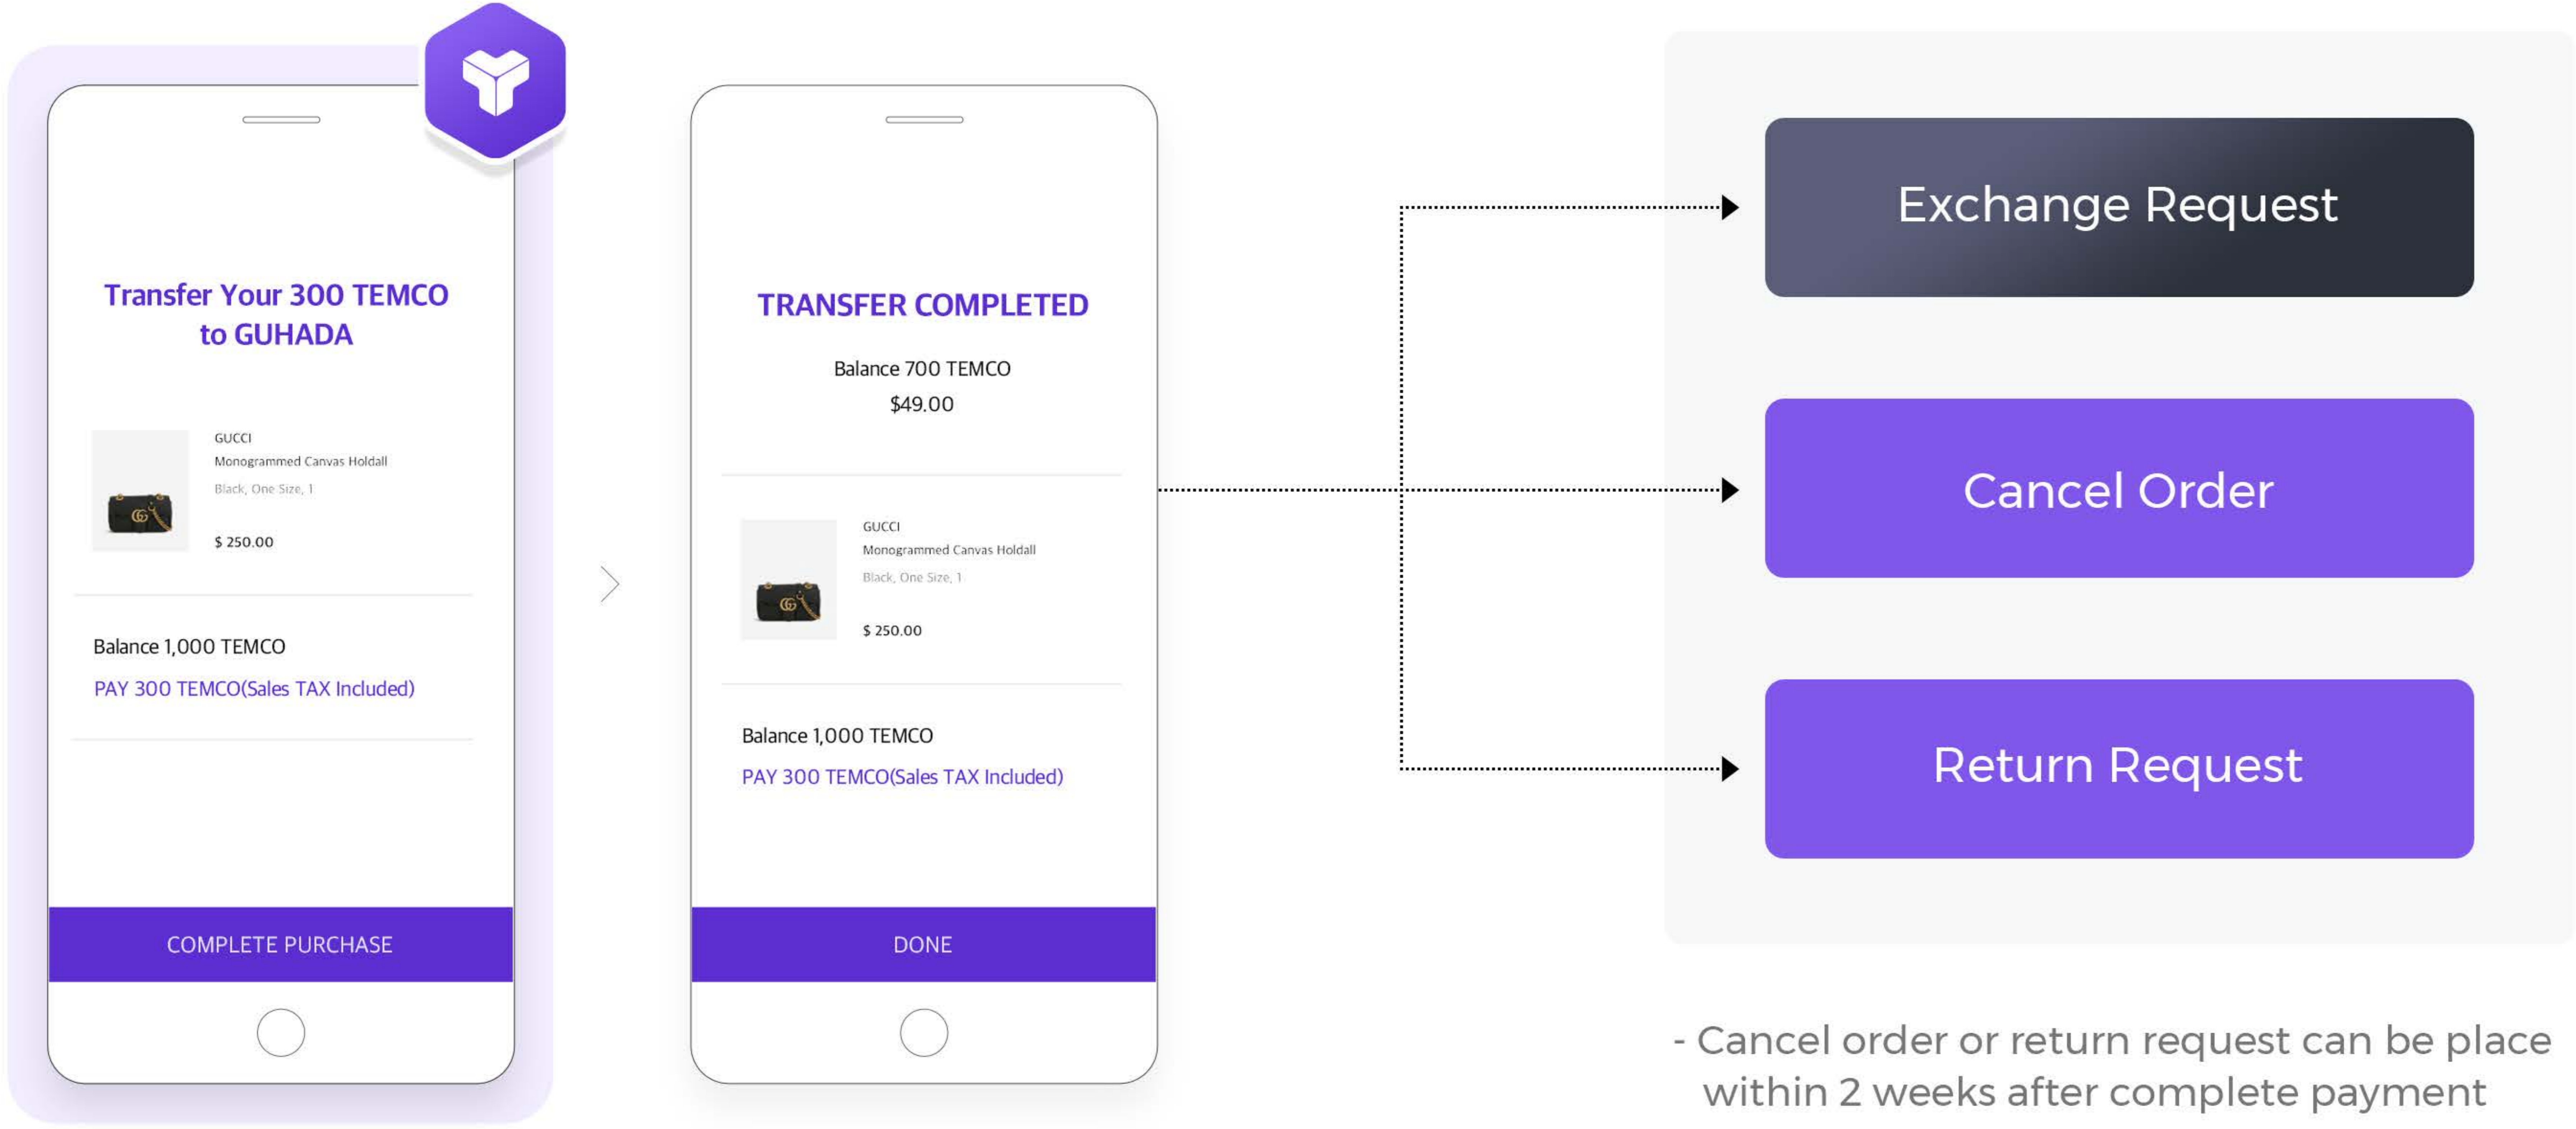 Transfer Your 300 TEMCO
to GUHADA
GUCCI
Monogrammed Canvas Holdall
Black, One Size, 1
$ 250.00
Balance 1,000 TEMCO
PAY 300 TEMCO(Sales TAX Included)
COMPLETE PURCHASE
TRANSFER COMPLETED
Balance 700 TEMCO
$49.00
GUCCI
Monogrammed Canvas Holdall
Black, One Size, 1
$ 250.00
Balance 1,000 TEMCO
PAY 300 TEMCO(Sales TAX Included)
DONE
Exchange Request
Cancel Order
Return Request
- Cancel order or return request can be place
within 2 weeks after complete payment